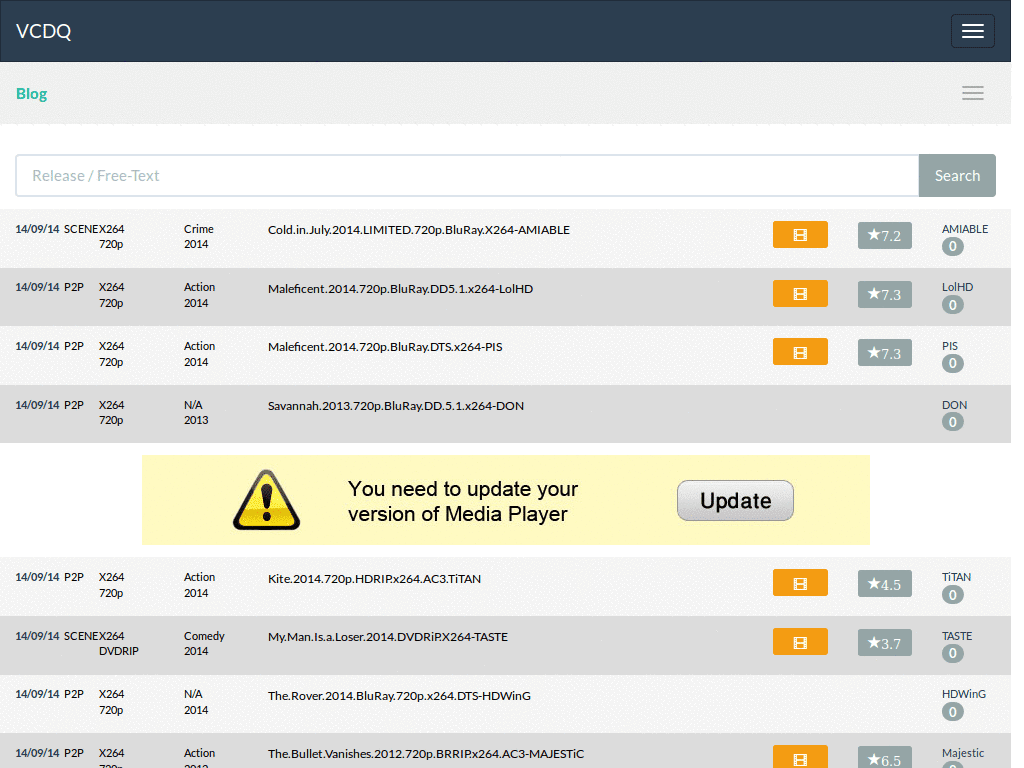 VCDQ
Blog
Release / Free-Text Search
14/09/14 SCENE X264 Crime Cold.in.July.2014.LIMITED.720p.BluRay.X264-AMIABLE ★7.2 AMIABLE
720p 2014 0
14/09/14 P2P X264 Action Maleficent.2014.720p.BluRay.DD5.1.x264-LolHD ★7.3 LolHD
720p 2014 0
14/09/14 P2P X264 Action Maleficent.2014.720p.BluRay.DTS.x264-PIS ★7.3 PIS
720p 2014 0
14/09/14 P2P X264 N/A Savannah.2013.720p.BluRay.DD.5.1.x264-DON DON
720p 2013 0
You need to update your
version of Media Player
Update
14/09/14 P2P X264 Action Kite.2014.720p.HDRIP.x264.AC3.TiTAN ★4.5 TiTAN
720p 2014 0
14/09/14 SCENE X264 Comedy My.Man.Is.a.Loser.2014.DVDRiP.X264-TASTE ★3.7 TASTE
DVDRIP 2014 0
14/09/14 P2P X264 N/A The.Rover.2014.BluRay.720p.x264.DTS-HDWinG HDWinG
720p 2014 0
14/09/14 P2P X264 Action The.Bullet.Vanishes.2012.720p.BRRIP.x264.AC3-MAJESTiC ★6.5 Majestic
720p 2012